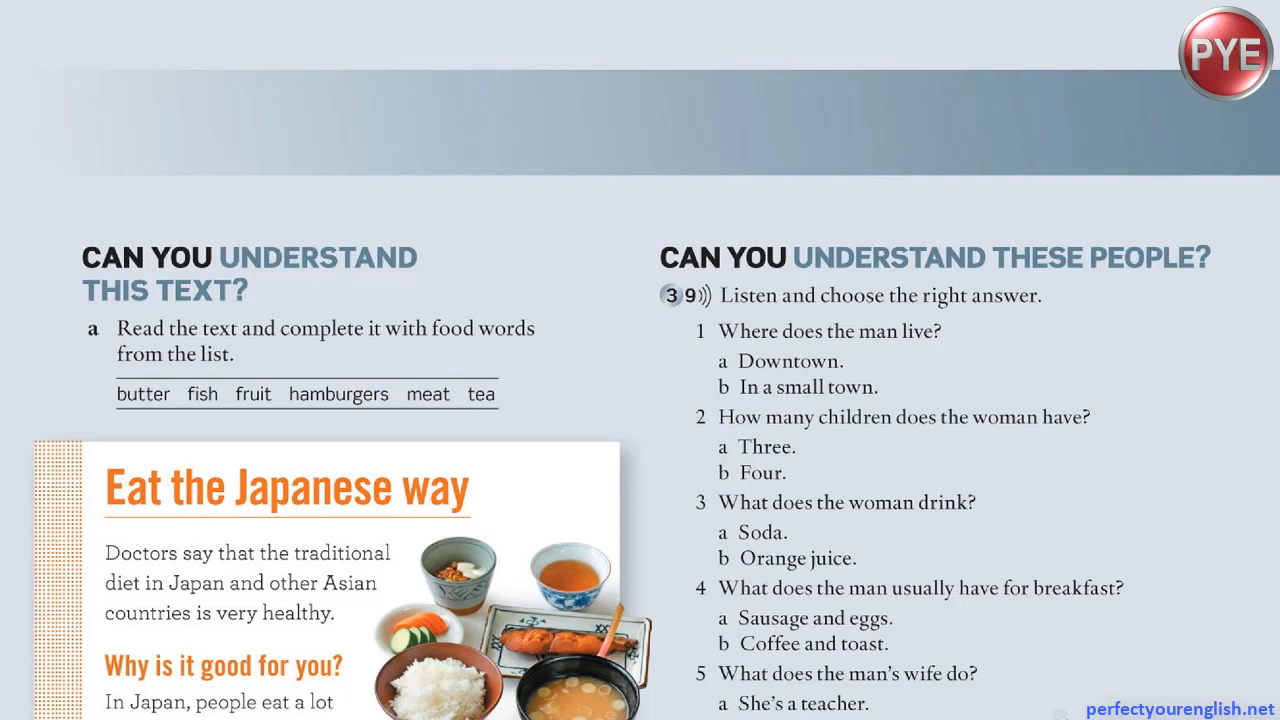 PYE
CAN YOU UNDERSTAND
THIS TEXT?
a Read the text and complete it with food words
from the list.
butter fish fruit hamburgers meat tea
Eat the Japanese way
Doctors say that the traditional
diet in Japan and other Asian
countries is very healthy.
Why is it good for you?
In Japan, people eat a lot
CAN YOU UNDERSTAND THESE PEOPLE?
3 9 Listen and choose the right answer.
1 Where does the man live?
a Downtown.
b In a small town.
2 How many children does the woman have?
a Three.
b Four.
3 What does the woman drink?
a Soda.
b Orange juice.
4 What does the man usually have for breakfast?
a Sausage and eggs.
b Coffee and toast.
5 What does the man's wife do?
a She's a teacher.
perfectyourenglish.net